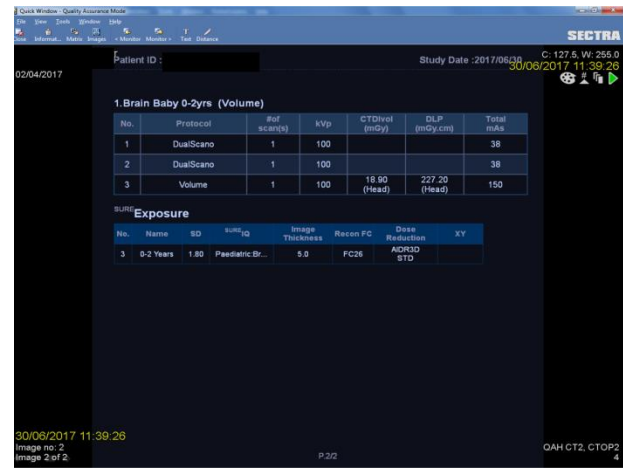 Quick Window - Quality Assurance Mode
File View Tools Window Help
Close Informat... Matrix Images < Monitor Monitor > Text Distance
SECTRA
Patient ID :
Study Date :2017/06/30
C: 127.5, W: 255.0
30/06/2017 11:39:26
02/04/2017
1.Brain Baby 0-2yrs (Volume)
No. Protocol #of scan(s) kVp CTDIvol (mGy) DLP (mGy.cm) Total mAs
1 DualScano 1 100 38
2 DualScano 1 100 38
3 Volume 1 100 18.90 (Head) 227.20 (Head) 150
SUREExposure
No. Name SD SUREIQ Image Thickness Recon FC Dose Reduction XY
3 0-2 Years 1.80 Paediatric:Br... 5.0 FC26 AIDR3D STD
30/06/2017 11:39:26
Image no: 2
Image 2 of 2
P.2/2
QAH CT2, CTOP2
4